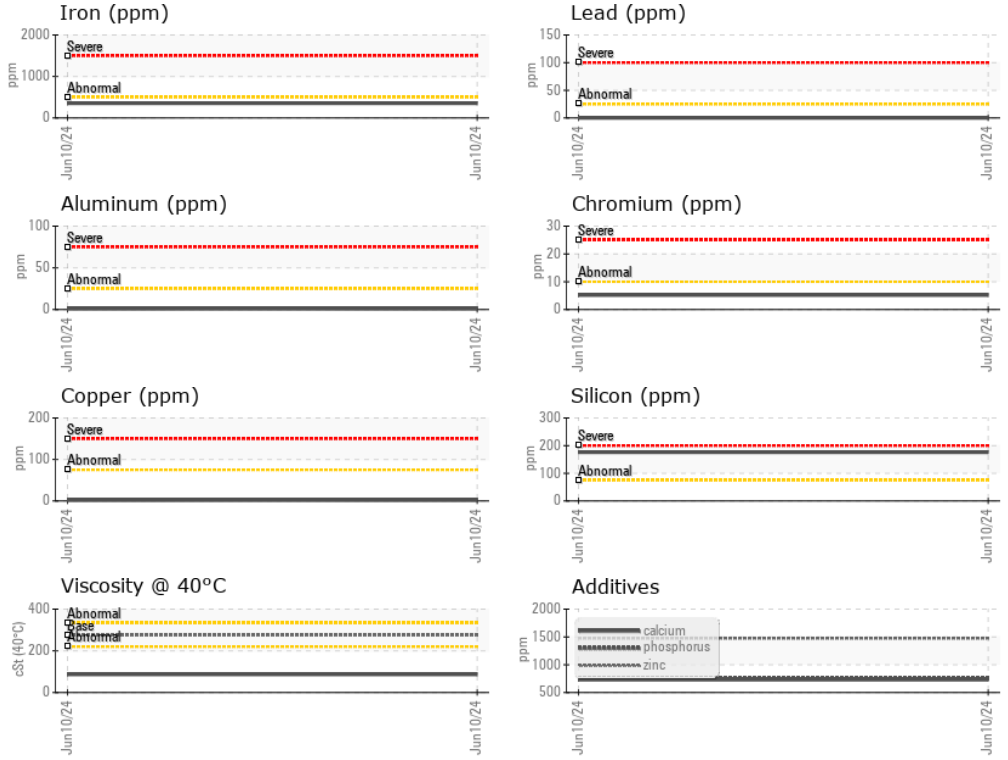 Iron (ppm)
2000
1000
0
ppm
Severe
Abnormal
Jun10/24
Jun10/24
Lead (ppm)
150
100
50
0
ppm
Severe
Abnormal
Jun10/24
Jun10/24
Aluminum (ppm)
100
50
0
ppm
Severe
Abnormal
Jun10/24
Jun10/24
Chromium (ppm)
30
20
10
0
ppm
Severe
Abnormal
Jun10/24
Jun10/24
Copper (ppm)
200
100
0
ppm
Severe
Abnormal
Jun10/24
Jun10/24
Silicon (ppm)
300
200
100
0
ppm
Severe
Abnormal
Jun10/24
Jun10/24
Viscosity @ 40°C
400
200
0
cSt (40°C)
Abnormal
Base
Abnormal
Jun10/24
Jun10/24
Additives
2000
1500
1000
500
ppm
calcium
phosphorus
zinc
Jun10/24
Jun10/24